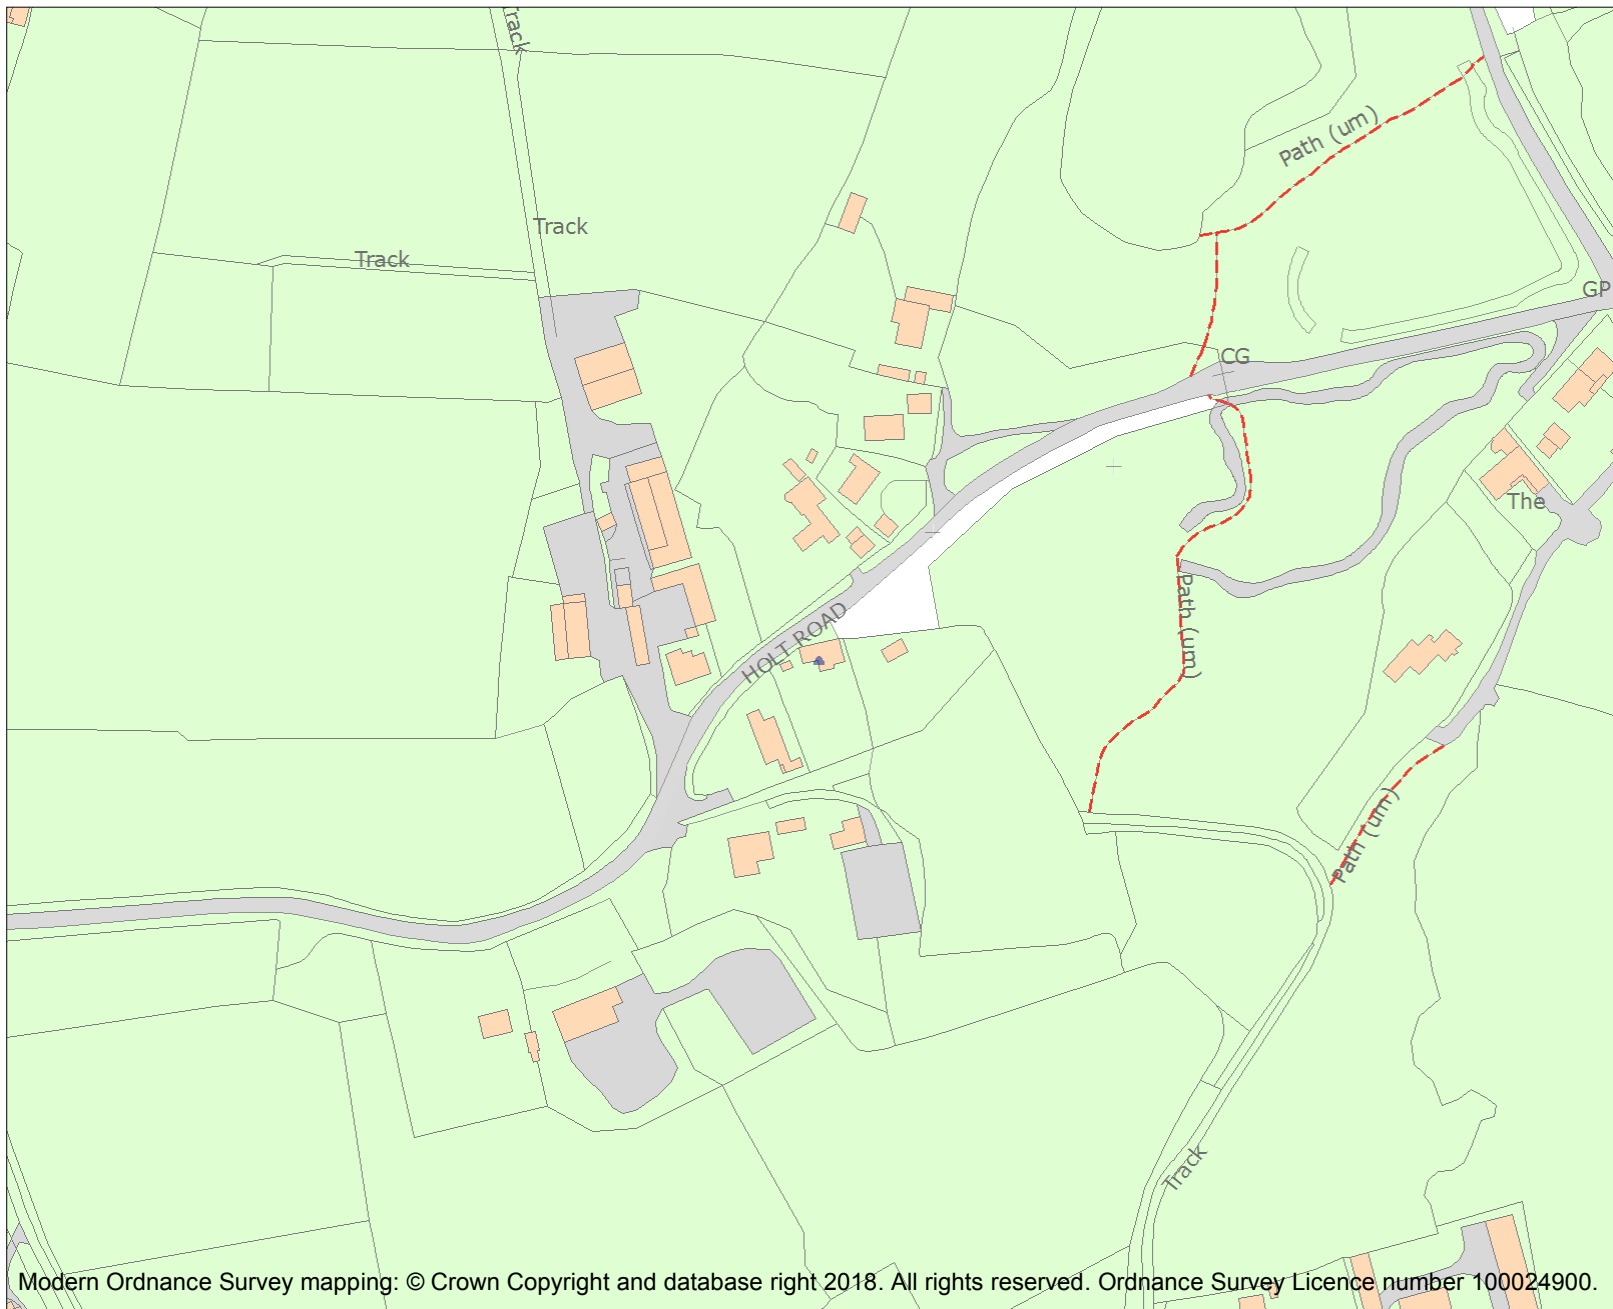 Track
Path (um)
Track
Track
GP
CG
The
HOLT ROAD
Path (um)
Path (um)
Track
Modern Ordnance Survey mapping: © Crown Copyright and database right 2018. All rights reserved. Ordnance Survey Licence number 100024900.